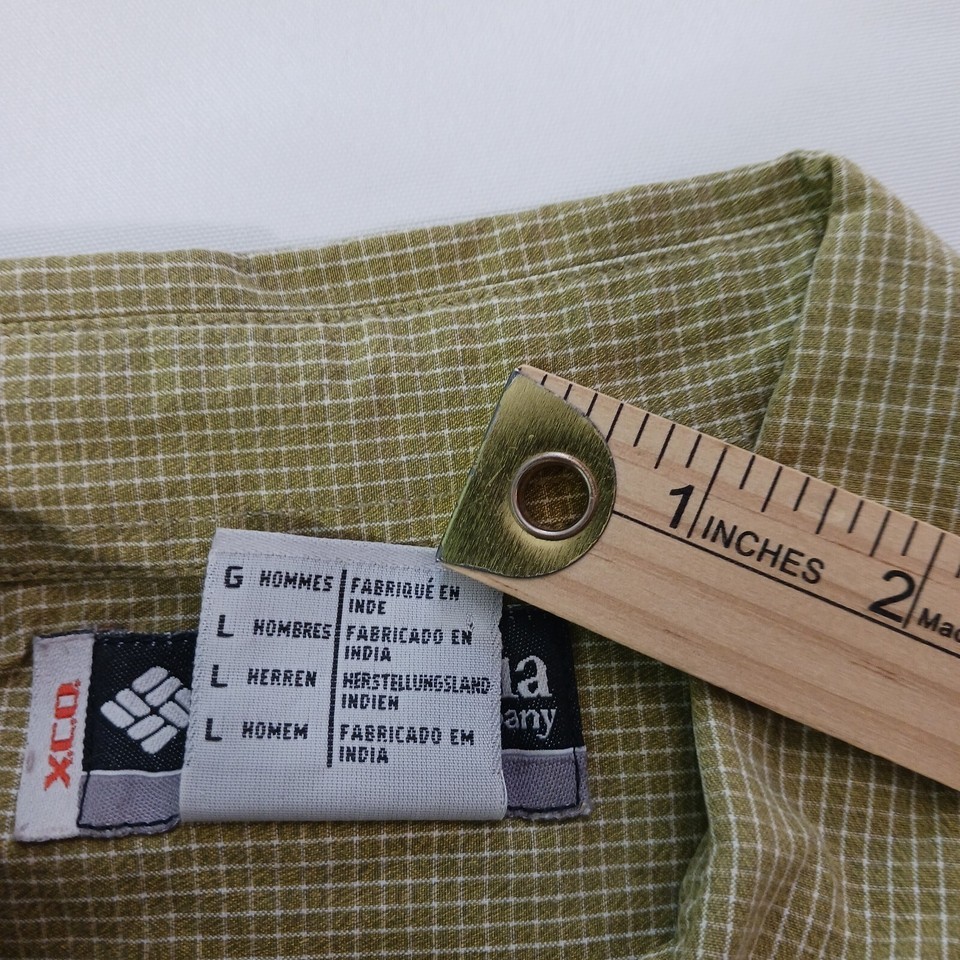 G HOMMES FABRIQUÉ EN INDE
L HOMBRES FABRICADO EN INDIA
L HERREN HERSTELLUNGSLAND INDIEN
L HOMEM FABRICADO EM INDIA
X.C.O.
1 INCHES
2